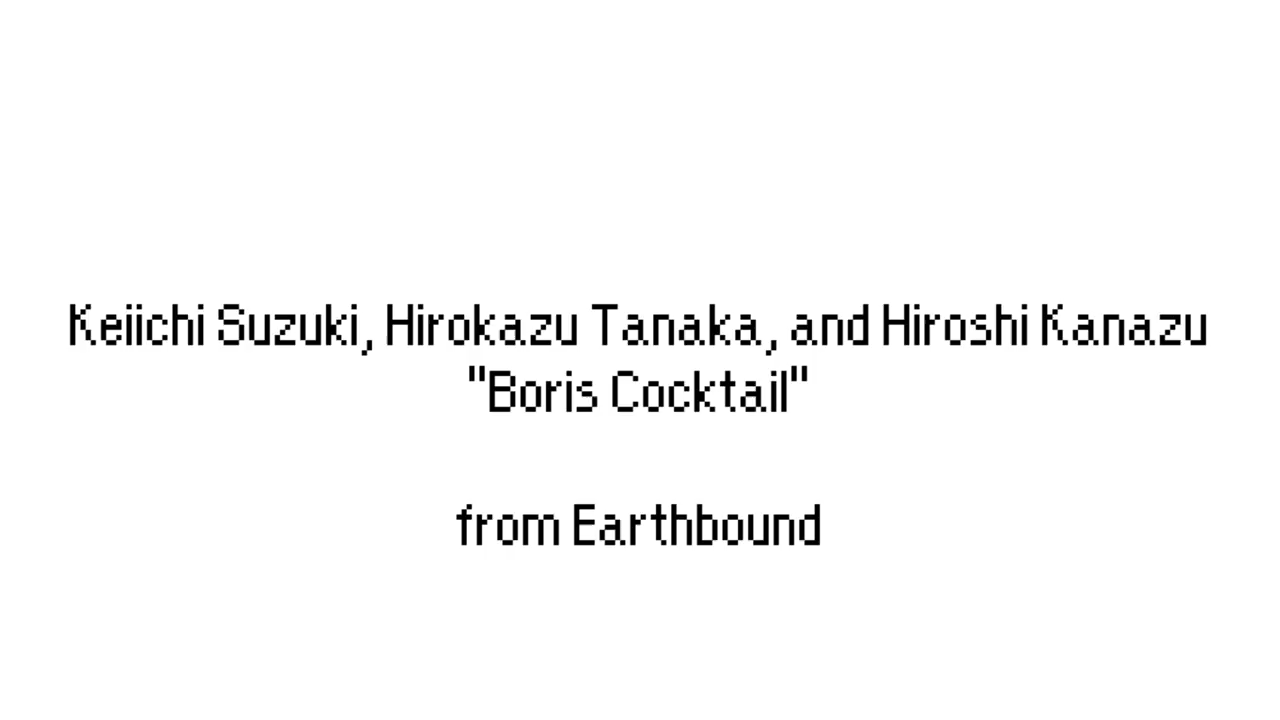 Keiichi Suzuki, Hirokazu Tanaka, and Hiroshi Kanazu
"Boris Cocktail"
from Earthbound